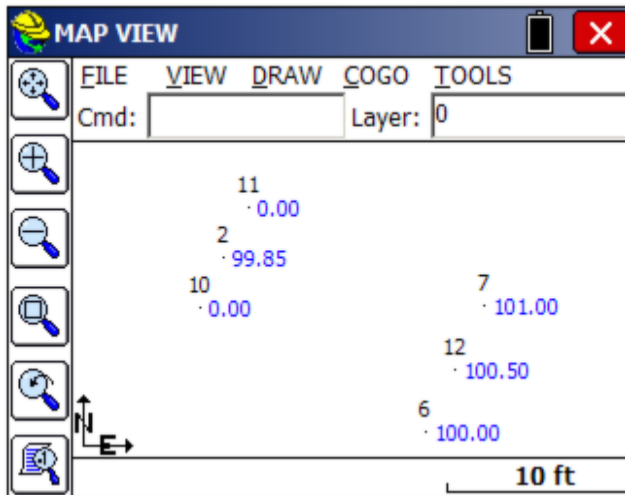 MAP VIEW
FILE VIEW DRAW COGO TOOLS
Cmd: Layer: 0
11
0.00
2
99.85
10
0.00
7
101.00
12
100.50
6
100.00
N
E
10 ft